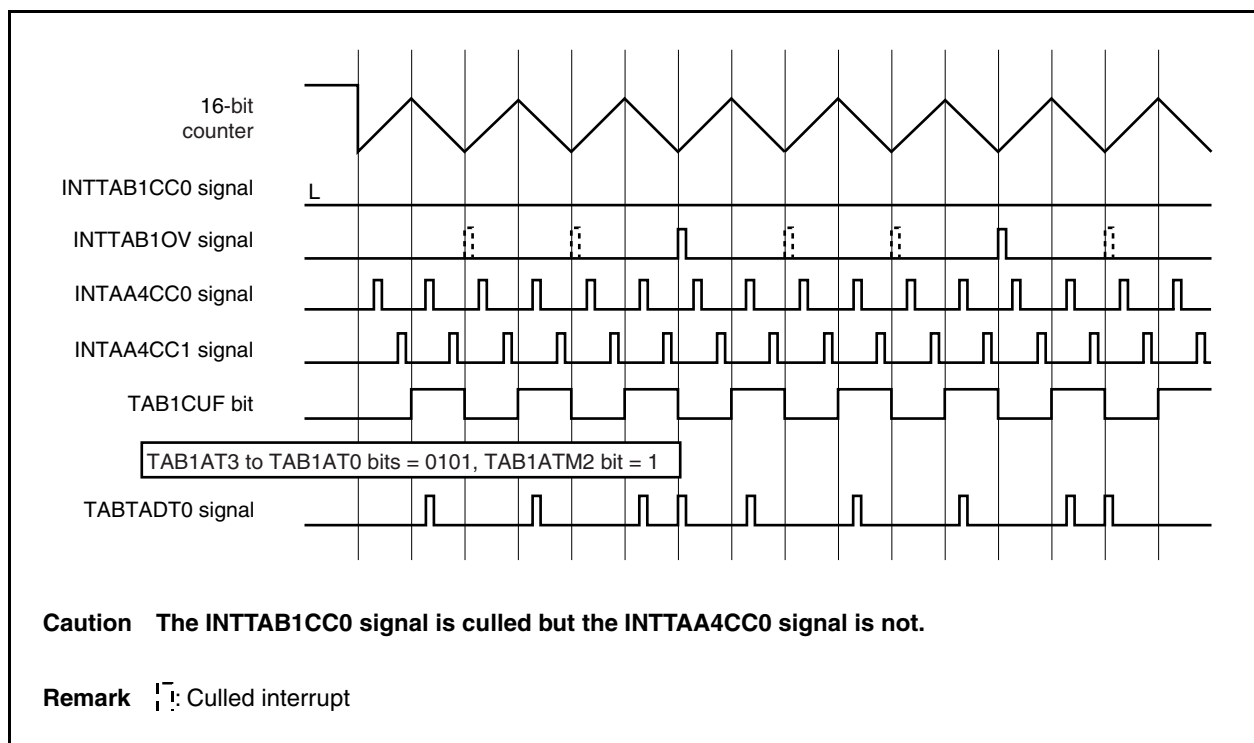 16-bit
counter
INTTAB1CC0 signal
L
INTTAB1OV signal
INTAA4CC0 signal
INTAA4CC1 signal
TAB1CUF bit
TAB1AT3 to TAB1AT0 bits = 0101, TAB1ATM2 bit = 1
TABTADT0 signal
Caution The INTTAB1CC0 signal is culled but the INTTAA4CC0 signal is not.
Remark : Culled interrupt